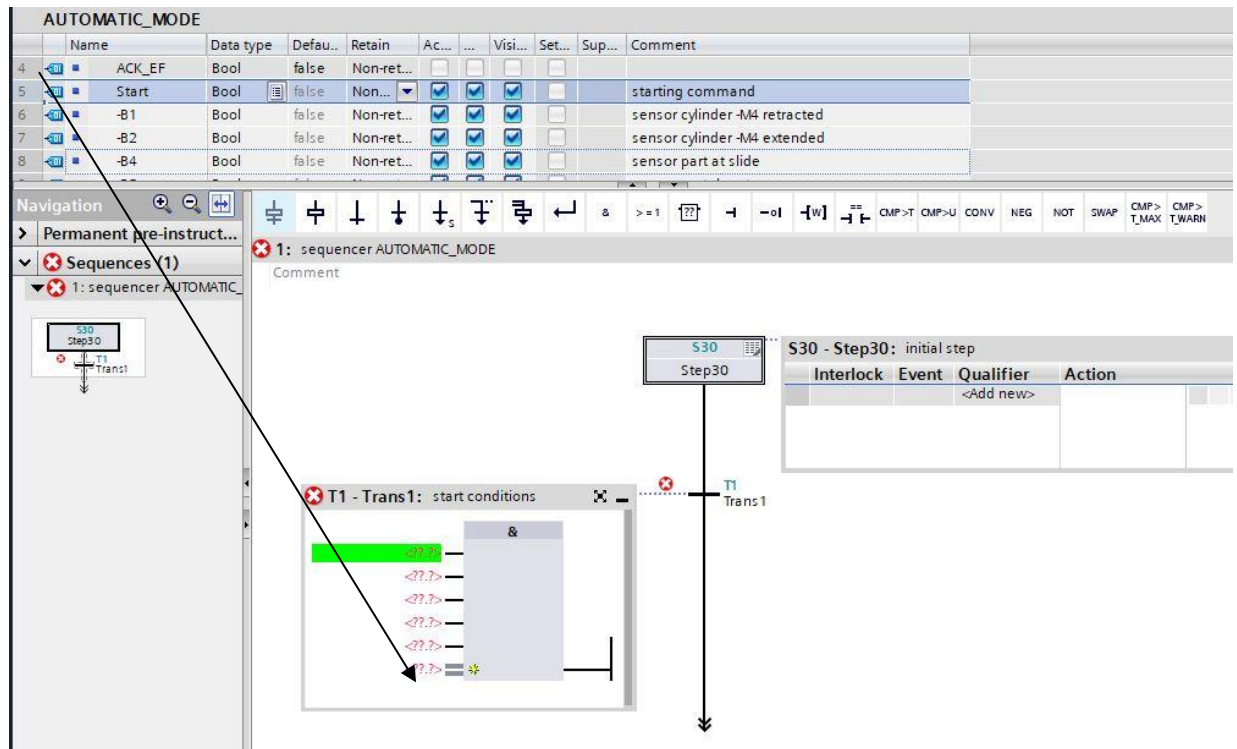 AUTOMATIC_MODE
Name Data type Defau.. Retain Ac... ... Visi... Set... Sup... Comment
4 ACK_EF Bool false Non-ret...
5 Start Bool false Non... starting command
6 -B1 Bool false Non-ret... sensor cylinder -M4 retracted
7 -B2 Bool false Non-ret... sensor cylinder -M4 extended
8 -B4 Bool false Non-ret... sensor part at slide
Navigation
& >=1 ?? [w] == CMP>T CMP>U CONV NEG NOT SWAP CMP> T_MAX CMP> T_WARN
Permanent pre-instruct...
Sequences (1)
1: sequencer AUTOMATIC_
1: sequencer AUTOMATIC_MODE
Comment
S30
Step30
T1
Trans1
S30
Step30
S30 - Step30: initial step
Interlock Event Qualifier Action
<Add new>
T1 - Trans1: start conditions
T1
Trans1
&
<??.?>
<??.?>
<??.?>
<??.?>
<??.?>
??.?>